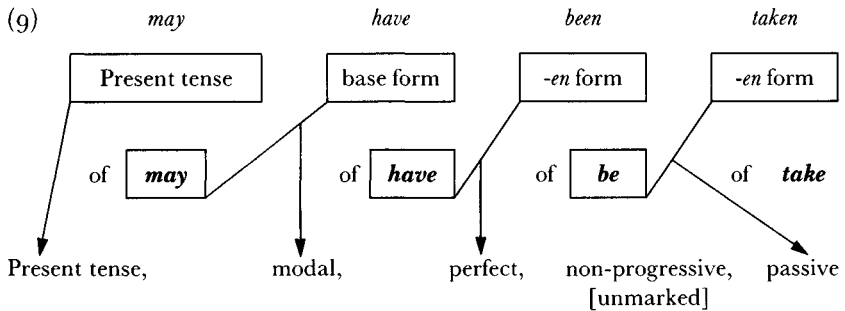 (9) may have been taken
Present tense base form -en form -en form
of may of have of be of take
Present tense, modal, perfect, non-progressive, passive
[unmarked]